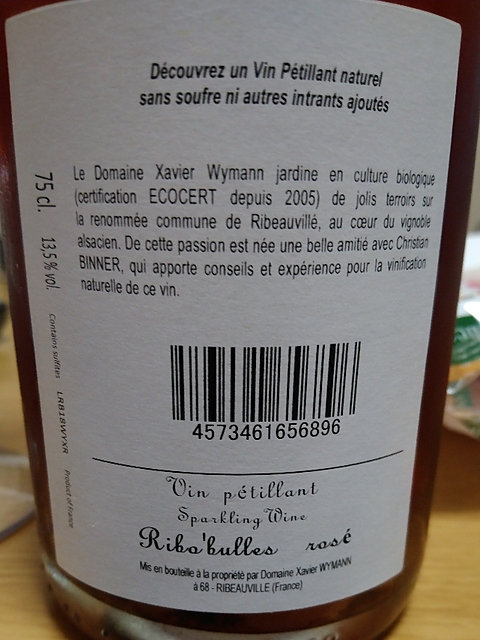 Découvrez un Vin Pétillant naturel
sans soufre ni autres intrants ajoutés
Le Domaine Xavier Wymann jardine en culture biologique
(certification ECOCERT depuis 2005) de jolis terroirs sur
la renommée commune de Ribeauvillé, au cœur du vignoble
alsacien. De cette passion est née une belle amitié avec Christian
BINNER, qui apporte conseils et expérience pour la vinification
naturelle de ce vin.
75 cl. 13,5 % vol. Contains sulfites LRB18WYXR Product of France
4573461656896
Vin pétillant
Sparkling Wine
Ribo'bulles rosé
Mis en bouteille à la propriété par Domaine Xavier WYMANN
à 68 - RIBEAUVILLE (France)